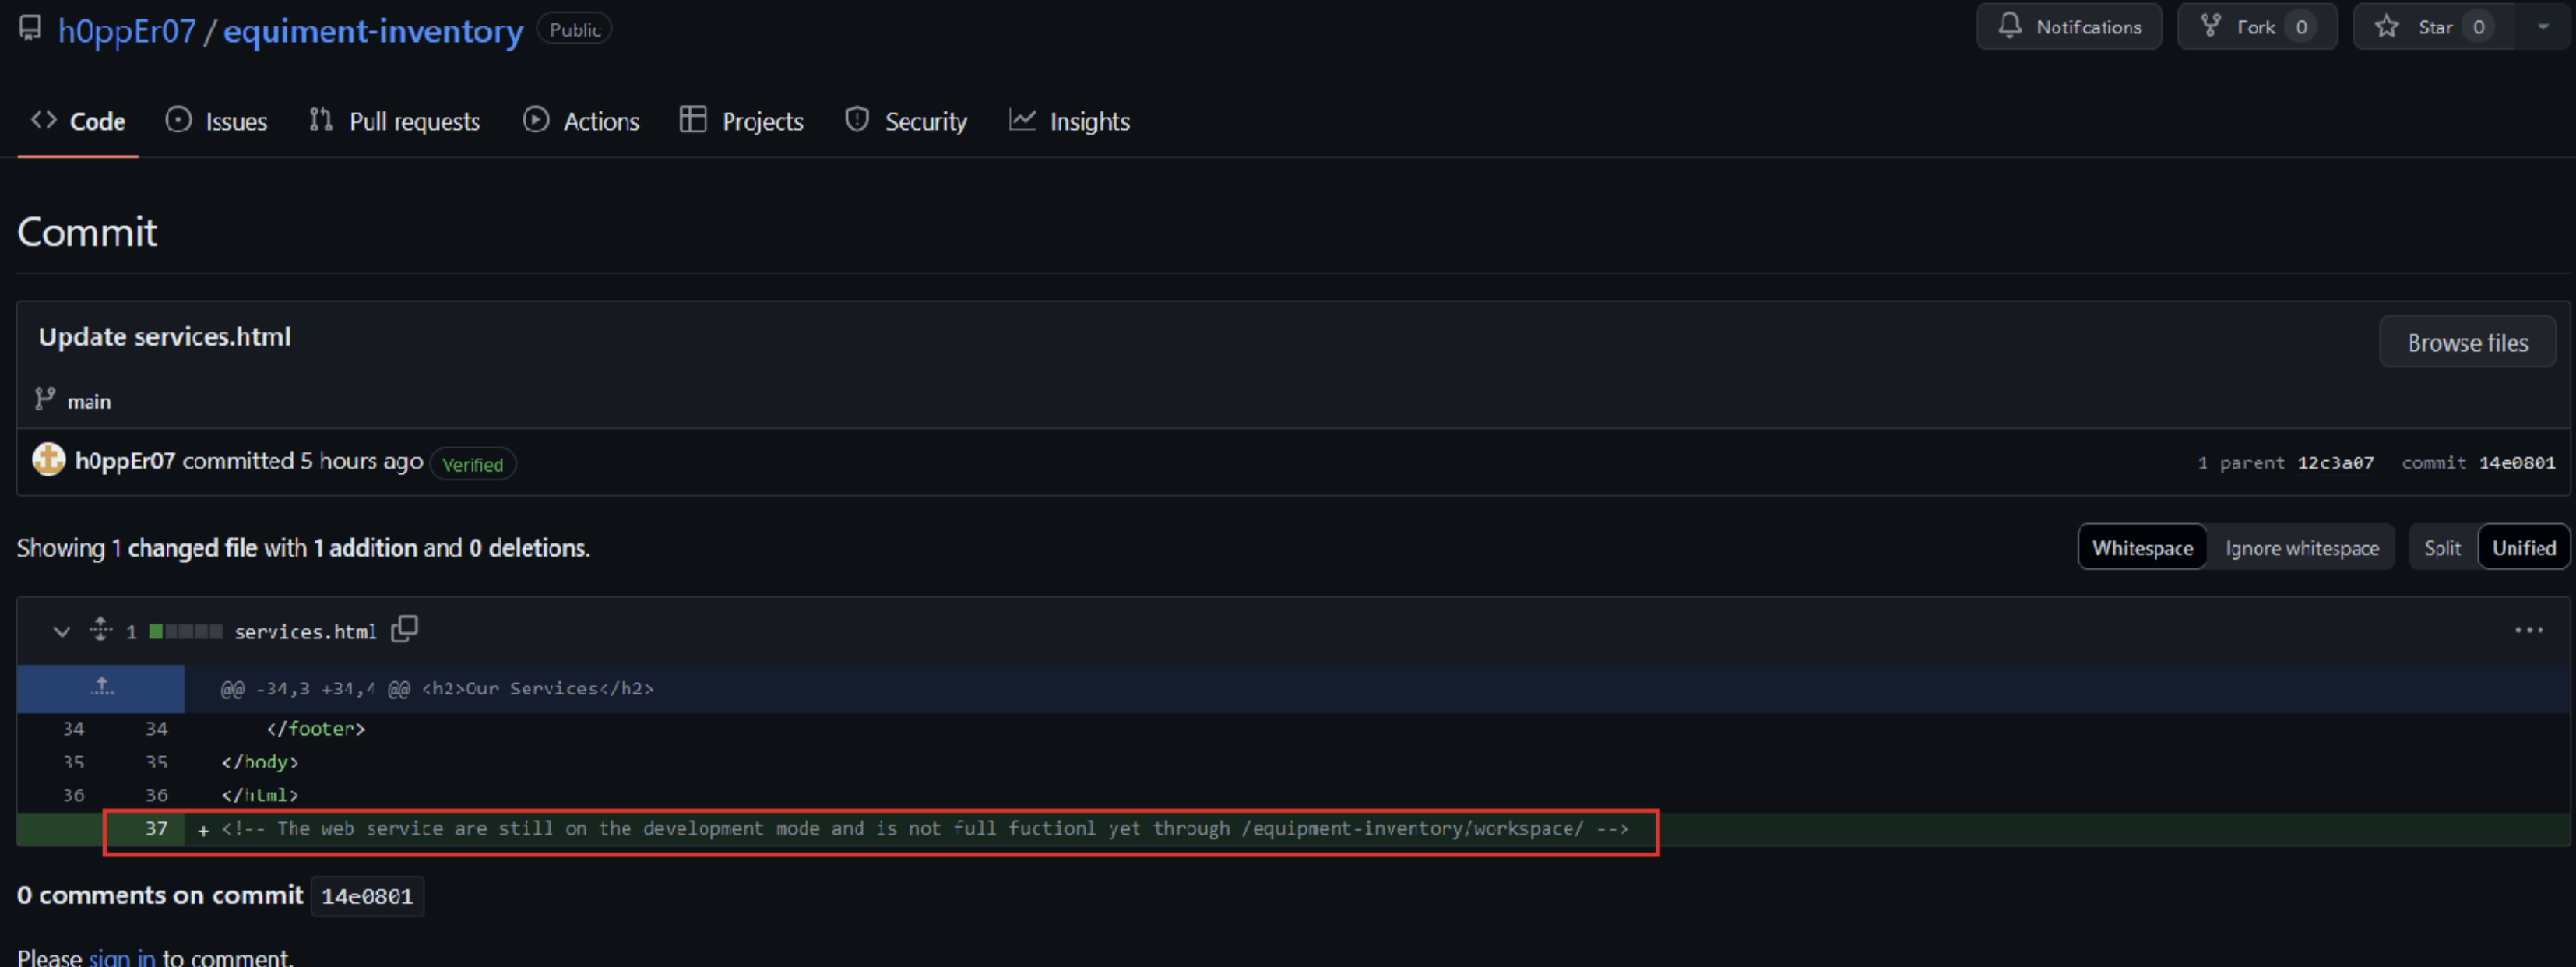 h0ppEr07 / equiment-inventory Public
Notifcations Fork 0 Star 0
Code Issues Pull requests Actions Projects Security Insights
Commit
Update services.html
Browse files
main
h0ppEr07 committed 5 hours ago Verified
1 parent 12c3a07 commit 14e0801
Showing 1 changed file with 1 addition and 0 deletions.
Whitespace Ignore whitespace Split Unified
1 services.html
@@ -34,3 +34,4 @@ <h2>Our Services</h2>
34 34 </footer>
35 35 </body>
36 36 </html>
37 + <!-- The web service are still on the development mode and is not full fuctionl yet through /equipment-inventory/workspace/ -->
0 comments on commit 14e0801
Please sign in to comment.